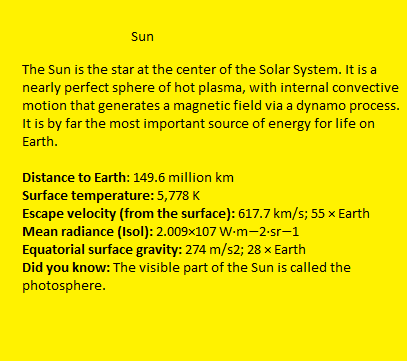 Sun
The Sun is the star at the center of the Solar System. It is a
nearly perfect sphere of hot plasma, with internal convective
motion that generates a magnetic field via a dynamo process.
It is by far the most important source of energy for life on
Earth.
Distance to Earth: 149.6 million km
Surface temperature: 5,778 K
Escape velocity (from the surface): 617.7 km/s; 55 × Earth
Mean radiance (Isol): 2.009×107 W·m−2·sr−1
Equatorial surface gravity: 274 m/s2; 28 × Earth
Did you know: The visible part of the Sun is called the
photosphere.